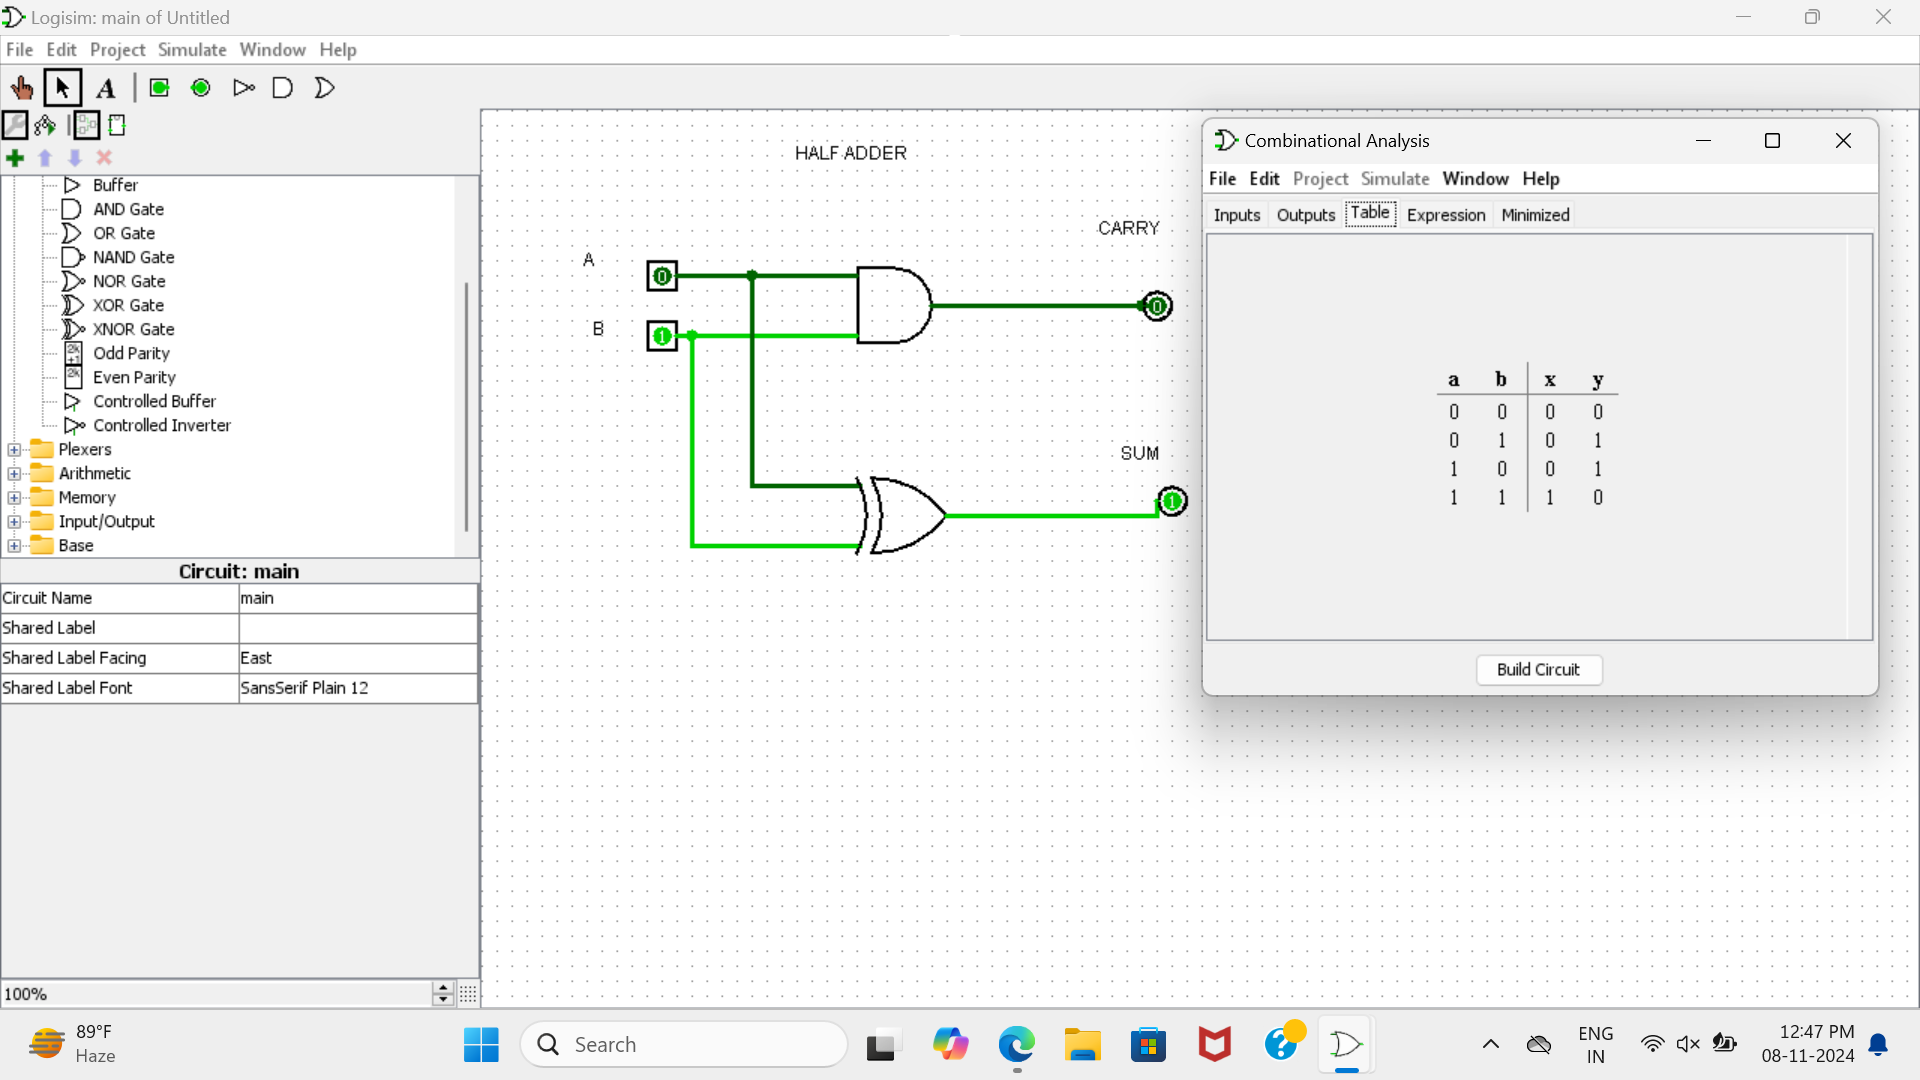 Logisim: main of Untitled
File Edit Project Simulate Window Help
A
Buffer
AND Gate
OR Gate
NAND Gate
NOR Gate
XOR Gate
XNOR Gate
2k+1 Odd Parity
2k Even Parity
Controlled Buffer
Controlled Inverter
Plexers
Arithmetic
Memory
Input/Output
Base
Circuit: main
Circuit Name main
Shared Label
Shared Label Facing East
Shared Label Font SansSerif Plain 12
100%
HALF ADDER
CARRY
A
0
0
B
1
SUM
1
Combinational Analysis
File Edit Project Simulate Window Help
Inputs Outputs Table Expression Minimized
a b x y
0 0 0 0
0 1 0 1
1 0 0 1
1 1 1 0
Build Circuit
89°F
Haze
Search
ENG
IN
12:47 PM
08-11-2024